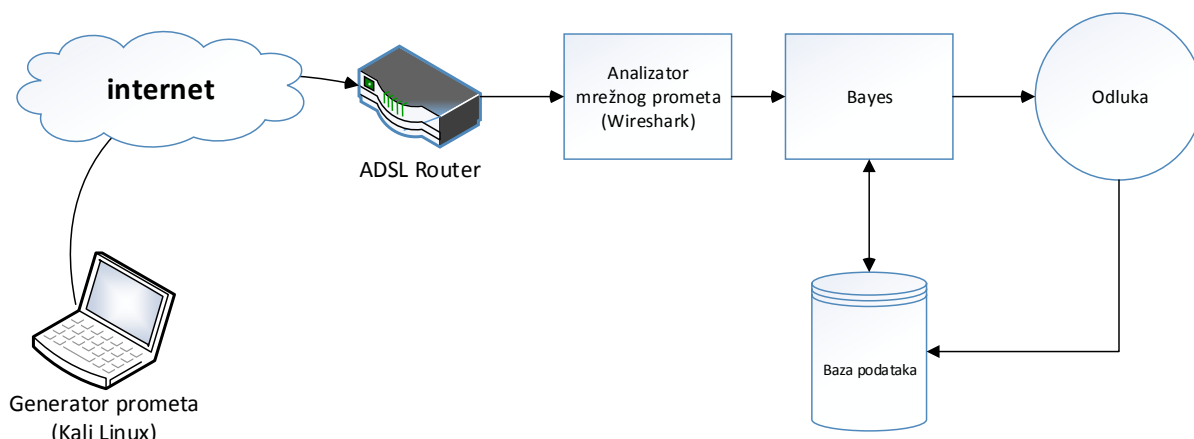 internet
ADSL Router
Analizator
mrežnog prometa
(Wireshark)
Bayes
Odluka
Baza podataka
Generator prometa
(Kali Linux)